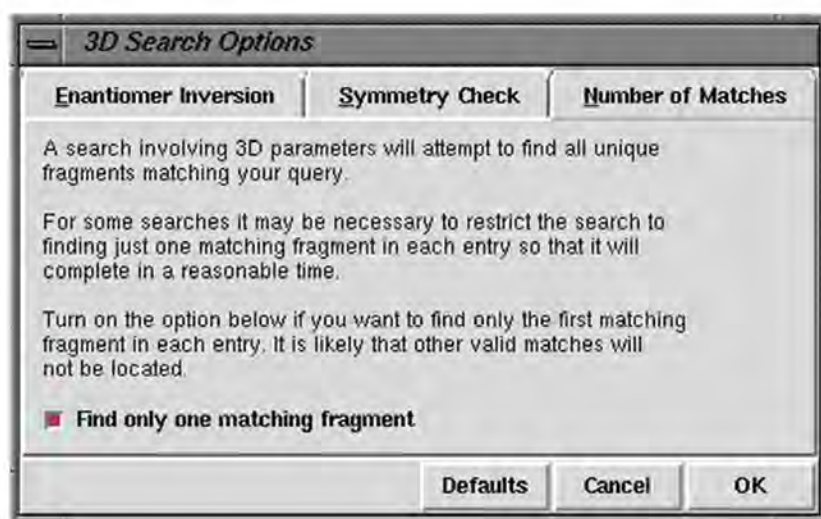 3D Search Options
Enantiomer Inversion Symmetry Check Number of Matches
A search involving 3D parameters will attempt to find all unique
fragments matching your query.
For some searches it may be necessary to restrict the search to
finding just one matching fragment in each entry so that it will
complete in a reasonable time.
Turn on the option below if you want to find only the first matching
fragment in each entry. It is likely that other valid matches will
not be located.
Find only one matching fragment
Defaults Cancel OK